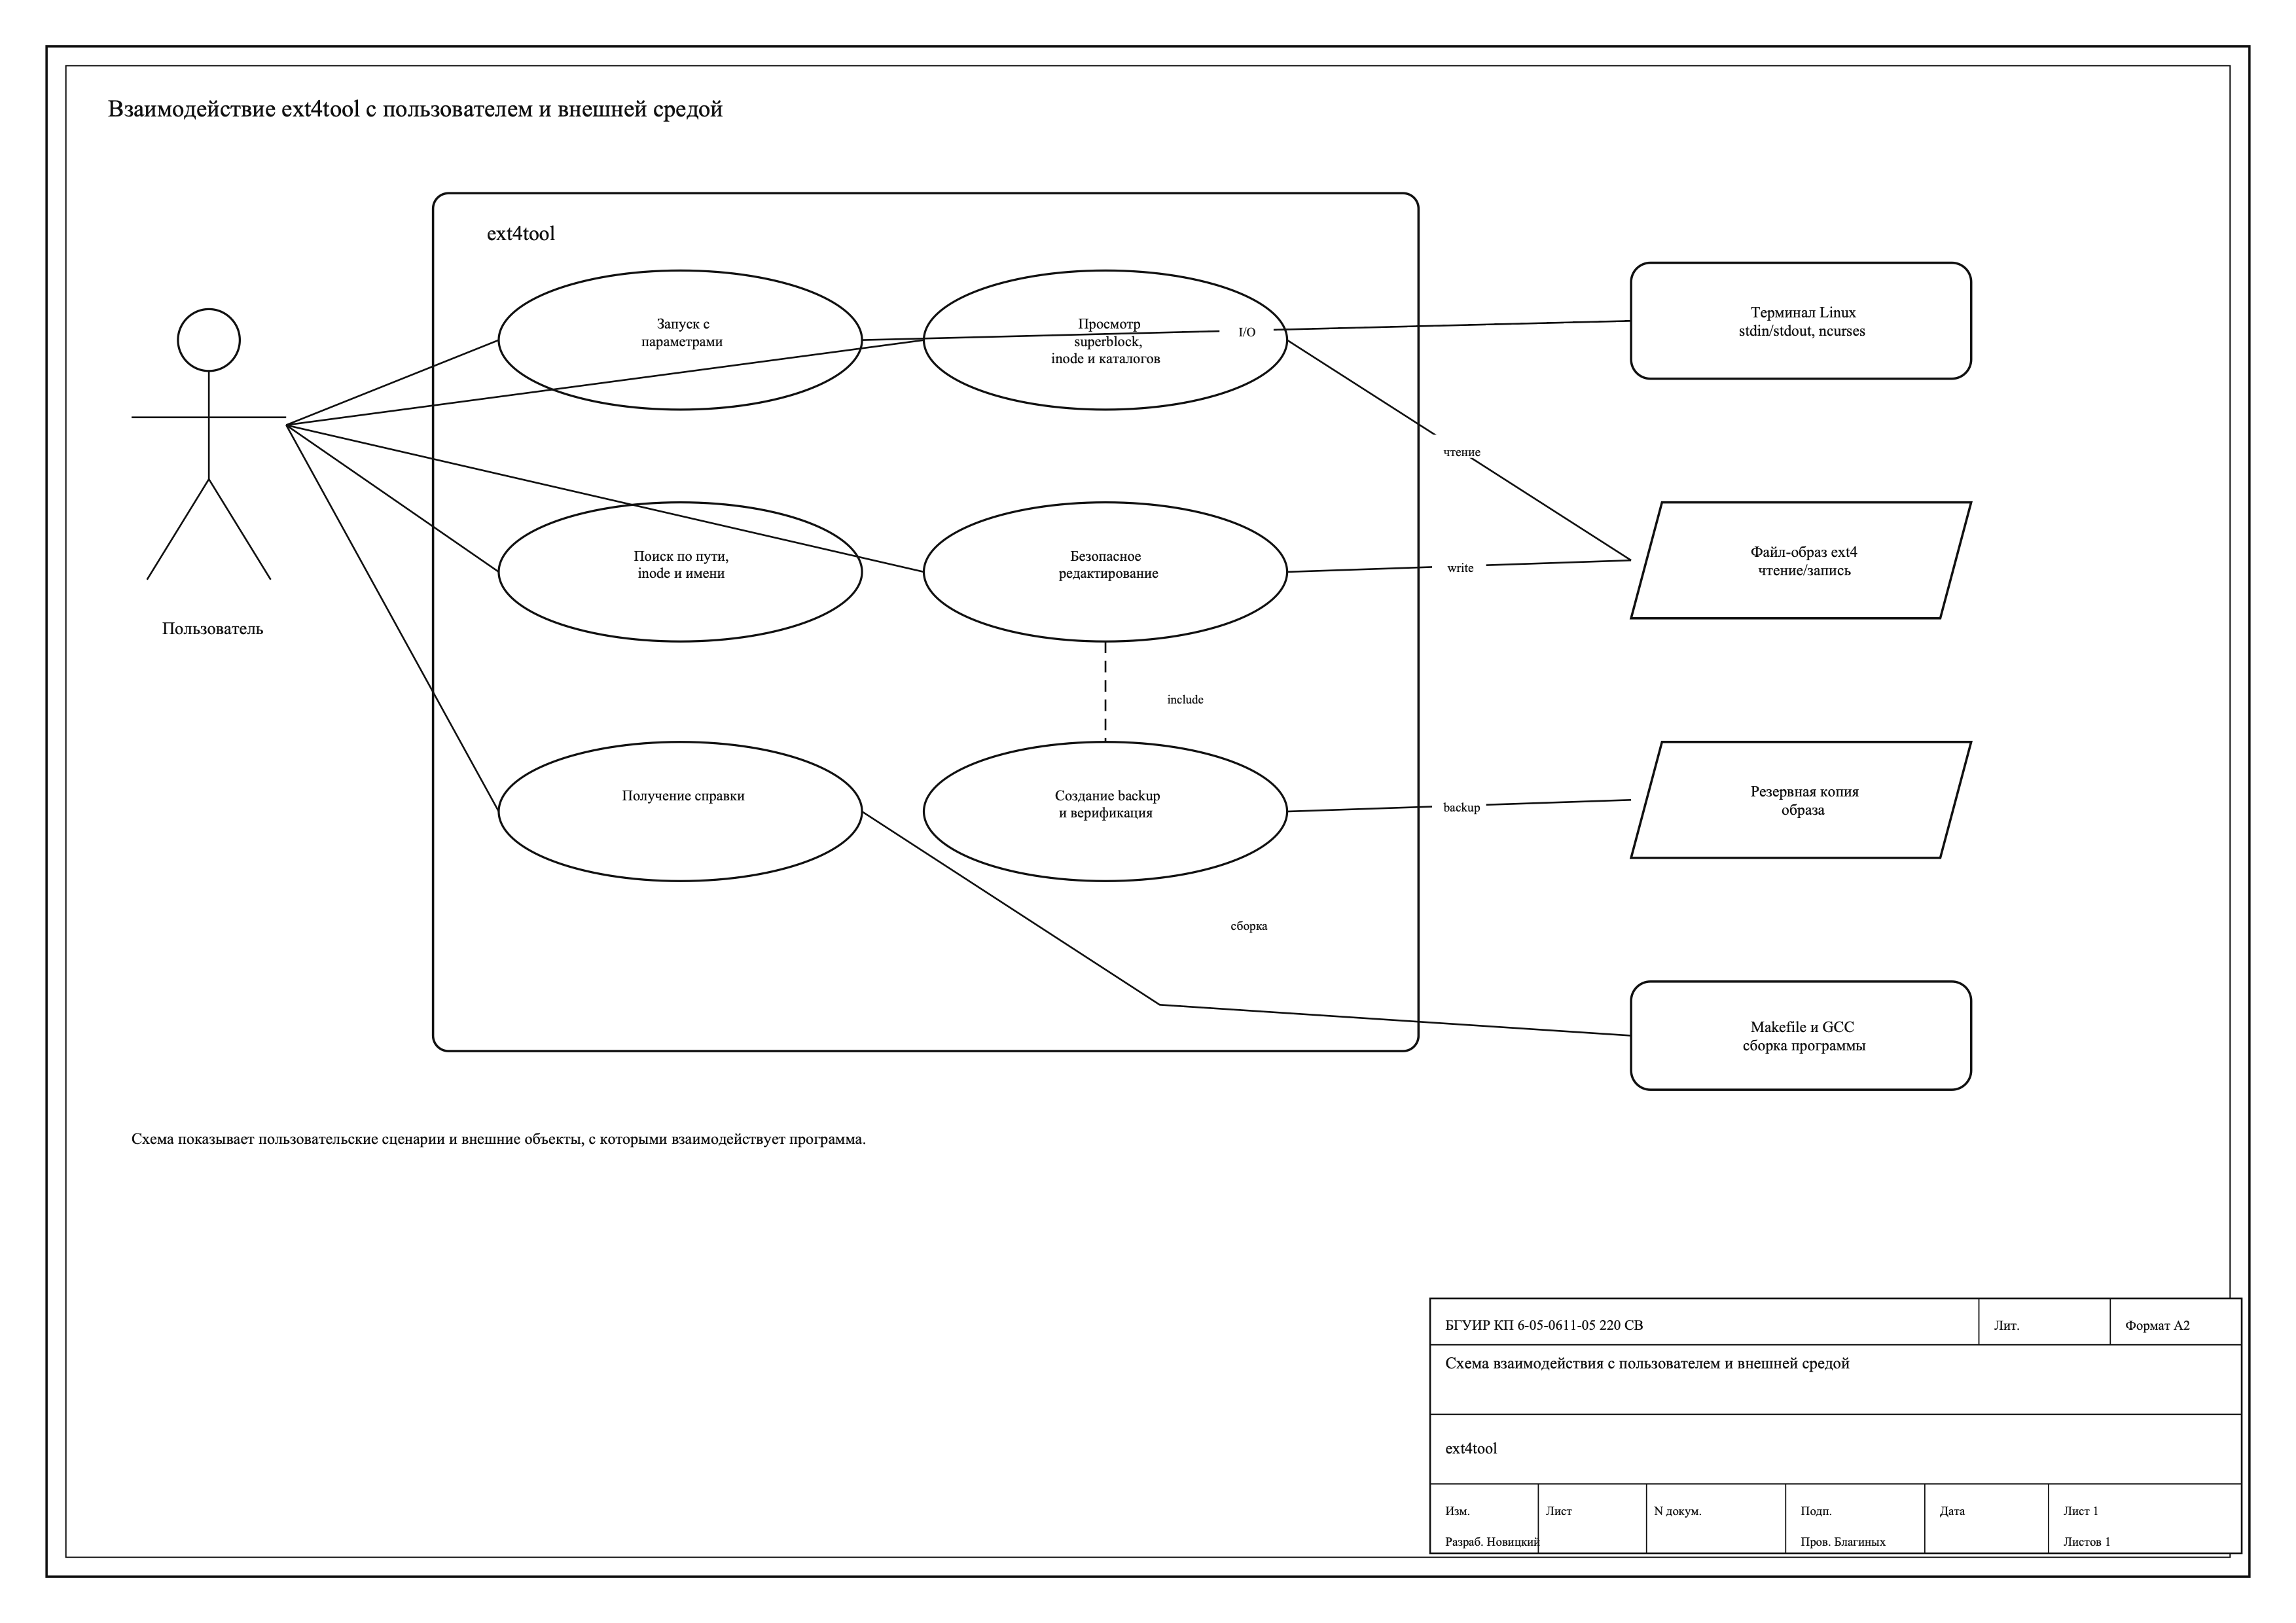 Взаимодействие ext4tool с пользователем и внешней средой
ext4tool
Запуск с
параметрами
Просмотр
superblock,
inode и каталогов
I/O
Терминал Linux
stdin/stdout, ncurses
чтение
Поиск по пути,
inode и имени
Безопасное
редактирование
write
Файл-образ ext4
чтение/запись
Пользователь
include
Получение справки
Создание backup
и верификация
backup
Резервная копия
образа
сборка
Makefile и GCC
сборка программы
Схема показывает пользовательские сценарии и внешние объекты, с которыми взаимодействует программа.
БГУИР КП 6-05-0611-05 220 СВ
Лит.
Формат А2
Схема взаимодействия с пользователем и внешней средой
ext4tool
Изм.
Лист
N докум.
Подп.
Дата
Лист 1
Разраб. Новицкий
Пров. Благиных
Листов 1